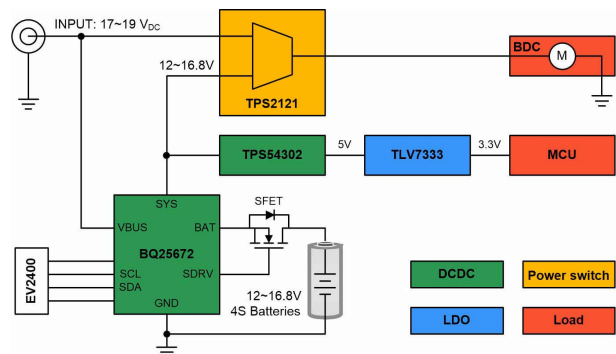 INPUT: 17~19 VDC
12~16.8V
TPS2121
BDC
M
TPS54302
5V
TLV7333
3.3V
MCU
SYS
SFET
VBUS
BAT
BQ25672
EV2400
SCL
SDA
SDRV
GND
12~16.8V
4S Batteries
DCDC
Power switch
LDO
Load